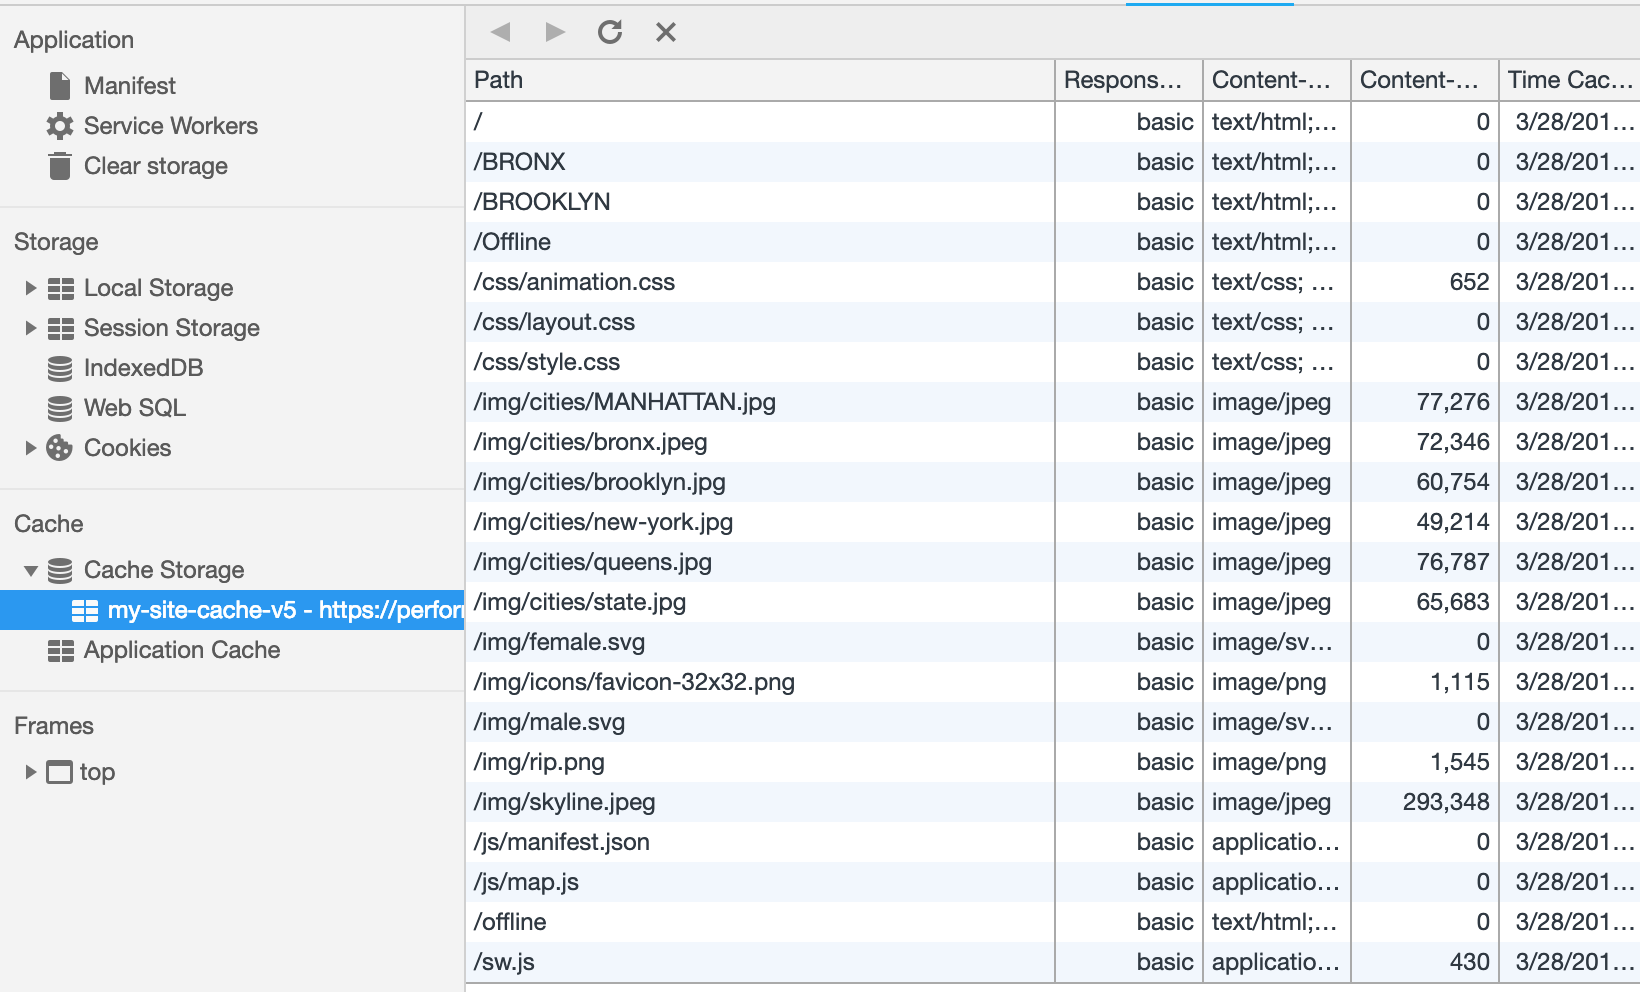 Application
Manifest
Service Workers
Clear storage
Storage
Local Storage
Session Storage
IndexedDB
Web SQL
Cookies
Cache
Cache Storage
my-site-cache-v5 - https://perfor
Application Cache
Frames
top
Path Respons... Content-... Content-... Time Cac...
/ basic text/html;... 0 3/28/201...
/BRONX basic text/html;... 0 3/28/201...
/BROOKLYN basic text/html;... 0 3/28/201...
/Offline basic text/html;... 0 3/28/201...
/css/animation.css basic text/css; ... 652 3/28/201...
/css/layout.css basic text/css; ... 0 3/28/201...
/css/style.css basic text/css; ... 0 3/28/201...
/img/cities/MANHATTAN.jpg basic image/jpeg 77,276 3/28/201...
/img/cities/bronx.jpeg basic image/jpeg 72,346 3/28/201...
/img/cities/brooklyn.jpg basic image/jpeg 60,754 3/28/201...
/img/cities/new-york.jpg basic image/jpeg 49,214 3/28/201...
/img/cities/queens.jpg basic image/jpeg 76,787 3/28/201...
/img/cities/state.jpg basic image/jpeg 65,683 3/28/201...
/img/female.svg basic image/sv... 0 3/28/201...
/img/icons/favicon-32x32.png basic image/png 1,115 3/28/201...
/img/male.svg basic image/sv... 0 3/28/201...
/img/rip.png basic image/png 1,545 3/28/201...
/img/skyline.jpeg basic image/jpeg 293,348 3/28/201...
/js/manifest.json basic applicatio... 0 3/28/201...
/js/map.js basic applicatio... 0 3/28/201...
/offline basic text/html;... 0 3/28/201...
/sw.js basic applicatio... 430 3/28/201...